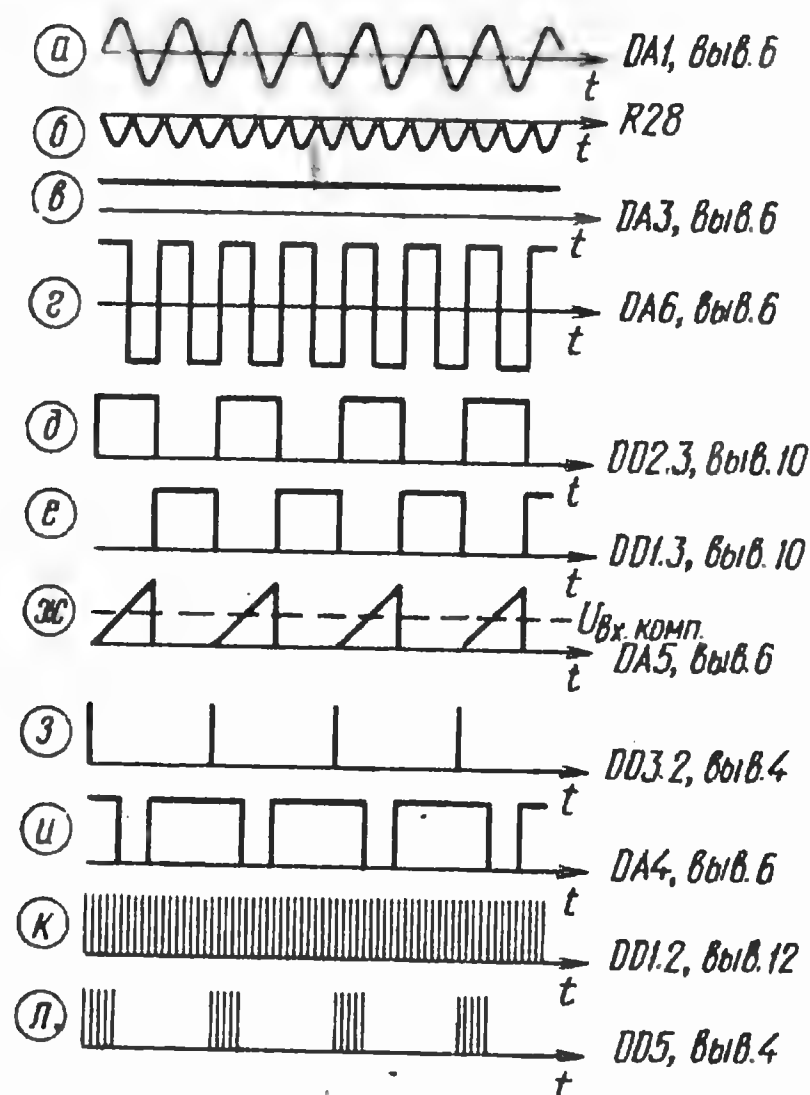 а DA1, выв. 6
t
б R28
t
в DA3, выв. 6
t
г DA6, выв. 6
t
д DD2.3, выв. 10
t
е DD1.3, выв. 10
t
ж Uвх. комп.
DA5, выв. 6
t
з DD3.2, выв. 4
t
и DA4, выв. 6
t
к DD1.2, выв. 12
t
л. DD5, выв. 4
t